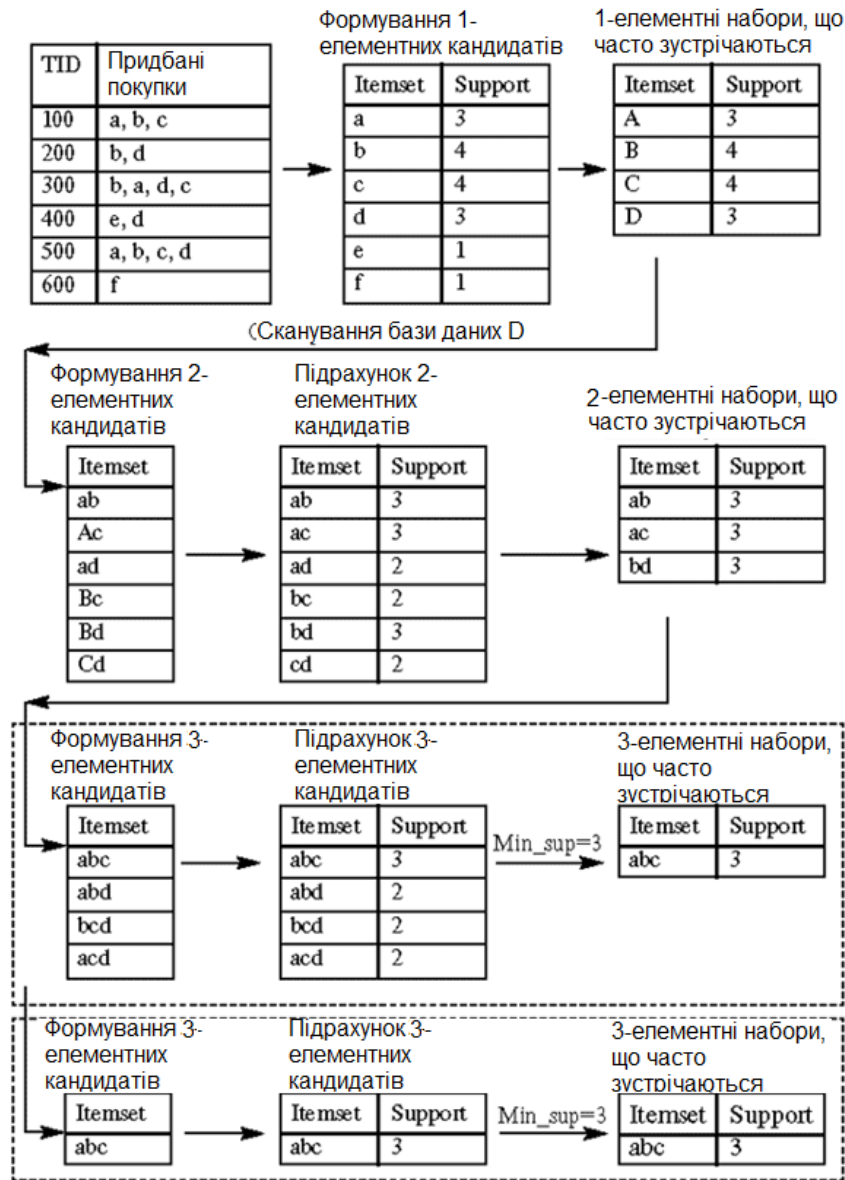 Формування 1-
елементних кандидатів
1-елементні набори, що
часто зустрічаються
TID Придбані
покупки
100 a, b, c
200 b, d
300 b, a, d, c
400 e, d
500 a, b, c, d
600 f
Itemset Support
a 3
b 4
c 4
d 3
e 1
f 1
Itemset Support
A 3
B 4
C 4
D 3
(Сканування бази даних D
Формування 2-
елементних
кандидатів
Підрахунок 2-
елементних
кандидатів
2-елементні набори, що
часто зустрічаються
Itemset
ab
Ac
ad
Bc
Bd
Cd
Itemset Support
ab 3
ac 3
ad 2
bc 2
bd 3
cd 2
Itemset Support
ab 3
ac 3
bd 3
Формування 3-
елементних
кандидатів
Підрахунок 3-
елементних
кандидатів
3-елементні набори,
що часто
зустрічаються
Itemset
abc
abd
bcd
acd
Itemset Support
abc 3
abd 2
bcd 2
acd 2
Min_sup=3
Itemset Support
abc 3
Формування 3-
елементних
кандидатів
Підрахунок 3-
елементних
кандидатів
3-елементні набори,
що часто
зустрічаються
Itemset
abc
Itemset Support
abc 3
Min_sup=3
Itemset Support
abc 3